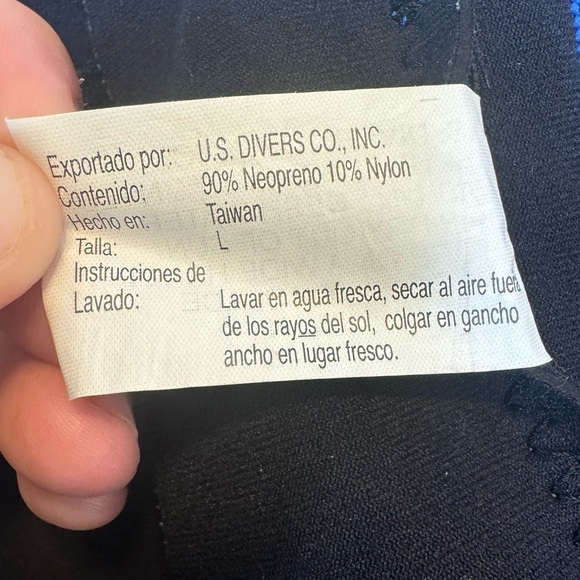 Exportado por: U.S. DIVERS CO., INC.
Contenido: 90% Neopreno 10% Nylon
Hecho en: Taiwan
Talla: L
Instrucciones de
Lavado: Lavar en agua fresca, secar al aire fuera
de los rayos del sol, colgar en gancho
ancho en lugar fresco.